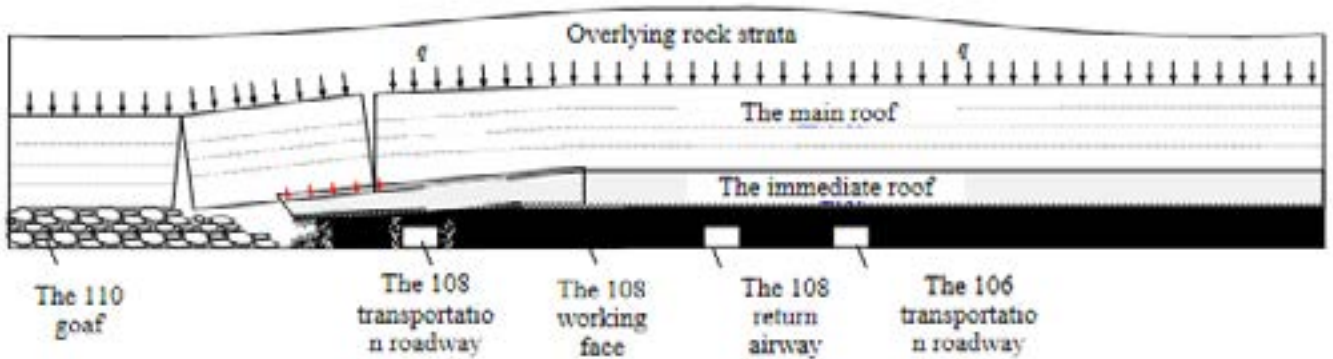 Overlying rock strata
q
q
The main roof
The immediate roof
The 110
goaf
The 108
transportatio
n roadway
The 108
working
face
The 108
return
airway
The 106
transportatio
n roadway